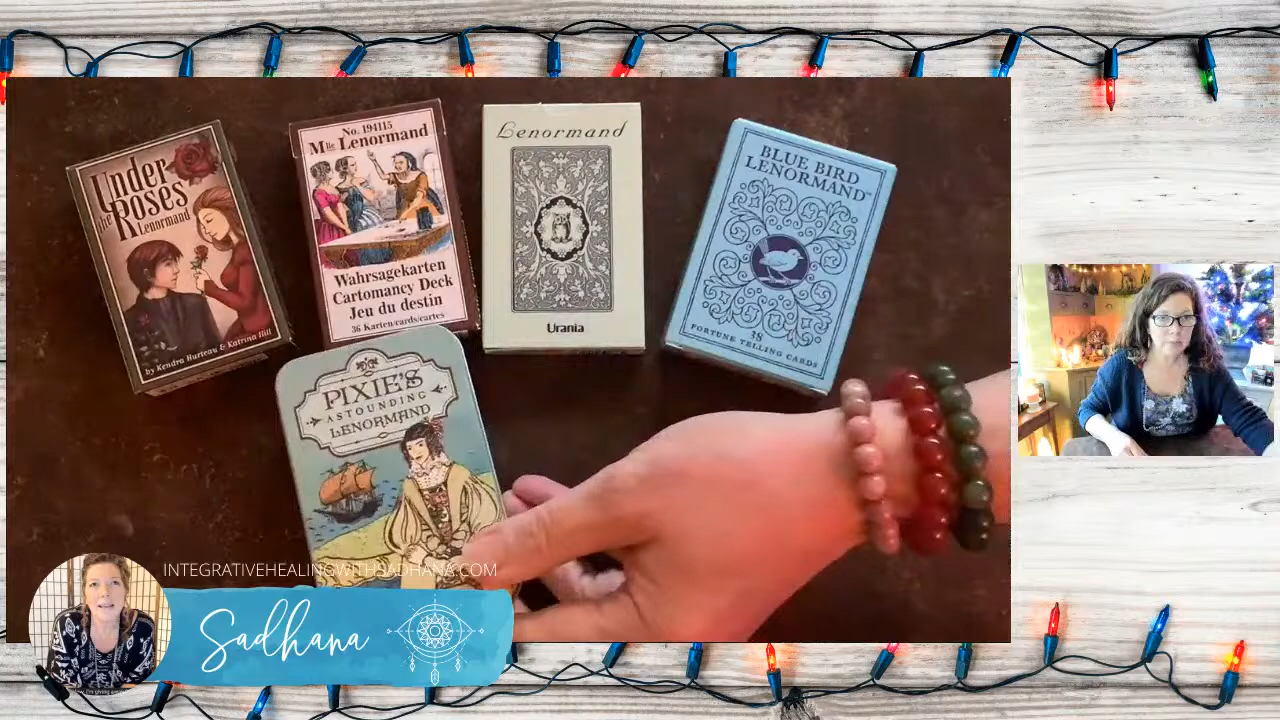 Under
the
Roses
Lenormand
by Kendra Hurteau & Katrina Hill
No. 194115
Mlle Lenormand
Wahrsagekarten
Cartomancy Deck
Jeu du destin
36 Karten/cards/cartes
Lenormand
Urania
BLUE BIRD
LENORMAND™
38
FORTUNE TELLING CARDS
PIXIE'S
ASTOUNDING
LENORMAND
INTEGRATIVEHEALINGWITHSADHANA.COM
Sadhana